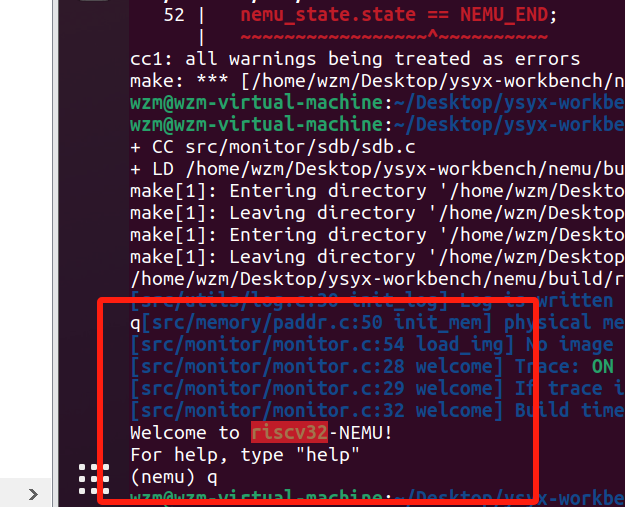 52 | nemu_state.state == NEMU_END;
| ~~~~~~~~~~~~~~~~~^~~~~~~~~~~
cc1: all warnings being treated as errors
make: *** [/home/wzm/Desktop/ysyx-workbench/n
wzm@wzm-virtual-machine:~/Desktop/ysyx-workbe
wzm@wzm-virtual-machine:~/Desktop/ysyx-workbe
+ CC src/monitor/sdb/sdb.c
+ LD /home/wzm/Desktop/ysyx-workbench/nemu/bu
make[1]: Entering directory '/home/wzm/Deskto
make[1]: Leaving directory '/home/wzm/Desktop
make[1]: Entering directory '/home/wzm/Deskto
make[1]: Leaving directory '/home/wzm/Desktop
/home/wzm/Desktop/ysyx-workbench/nemu/build/r
[src/utils/log.c:30 init_log] Log is written
q[src/memory/paddr.c:50 init_mem] physical me
[src/monitor/monitor.c:54 load_img] No image
[src/monitor/monitor.c:28 welcome] Trace: ON
[src/monitor/monitor.c:29 welcome] If trace i
[src/monitor/monitor.c:32 welcome] Build time
Welcome to riscv32-NEMU!
For help, type "help"
(nemu) q
wzm@wzm-virtual-machine:~/Desktop/ysyx-workbe